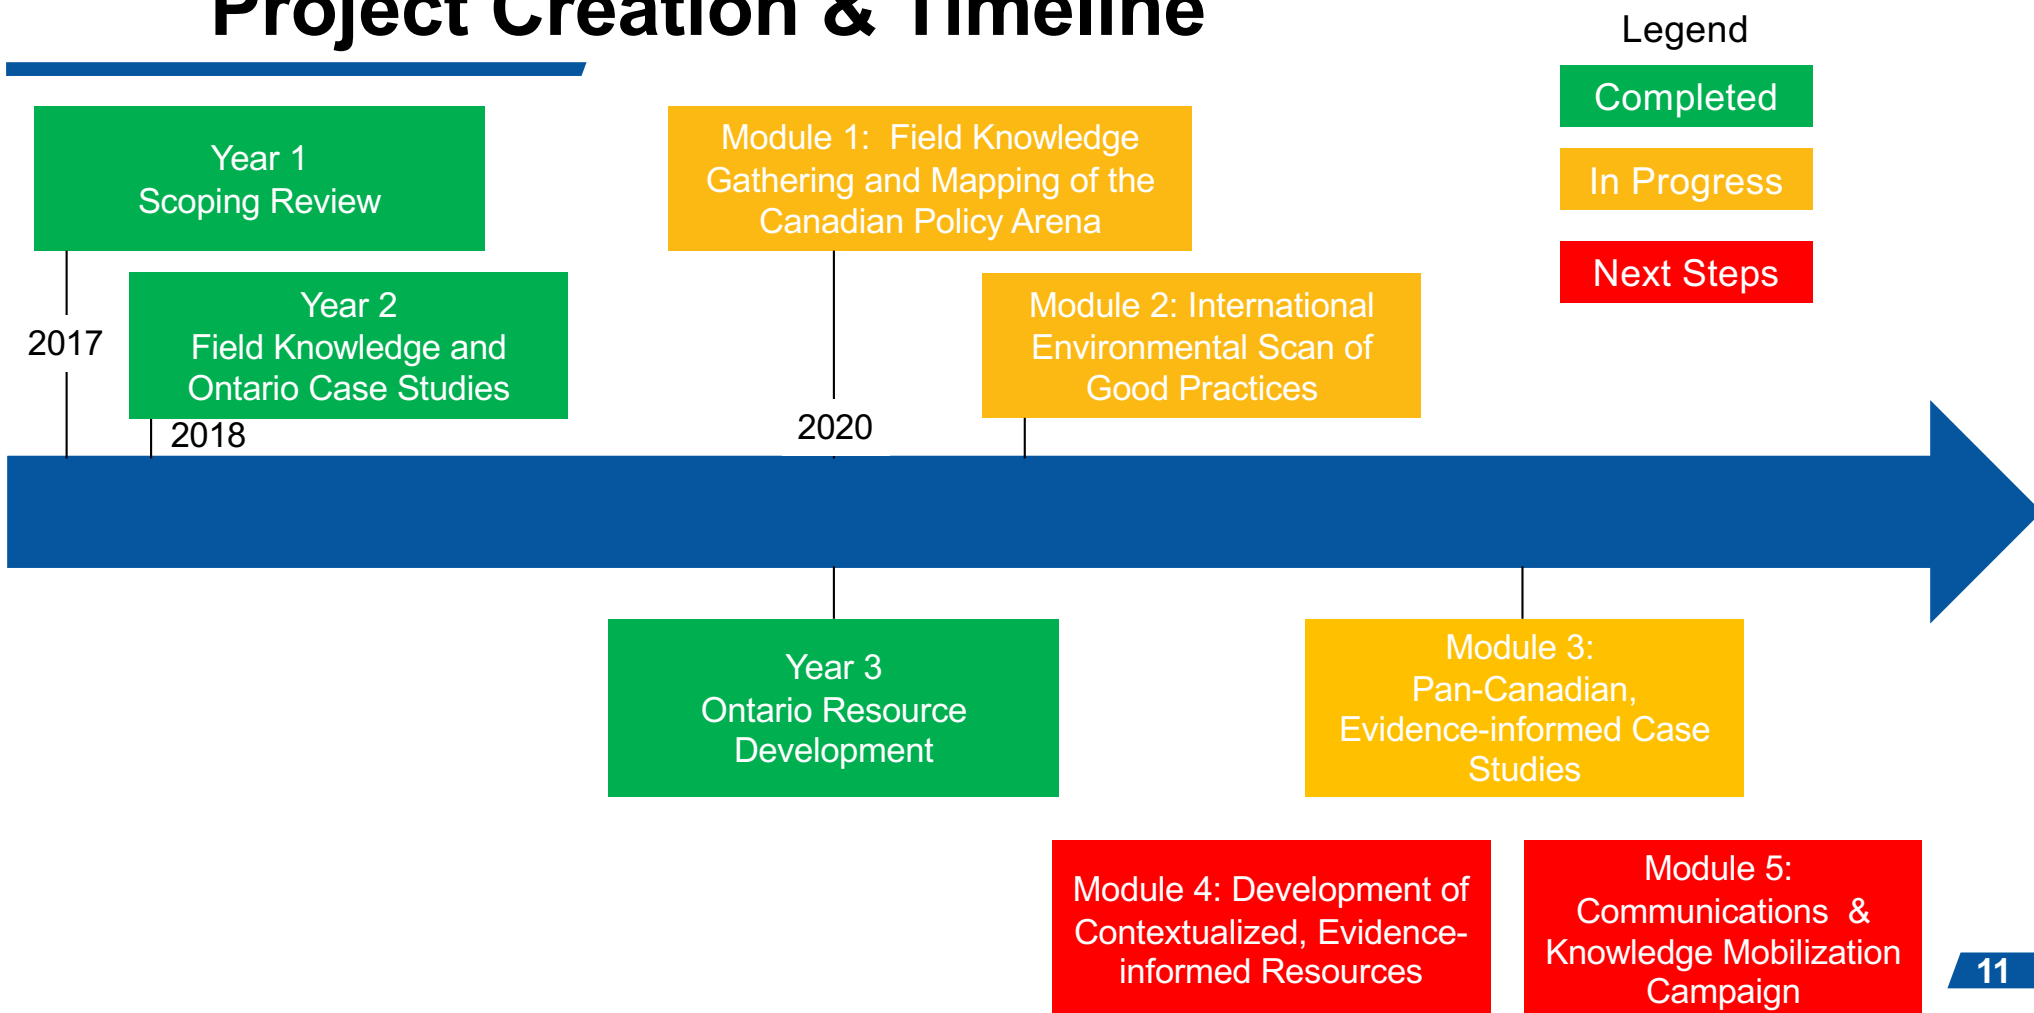 Project Creation & Timeline
Legend
Completed
In Progress
Next Steps
Year 1
Scoping Review
Module 1:  Field Knowledge
Gathering and Mapping of the
Canadian Policy Arena
2017
Year 2
Field Knowledge and
Ontario Case Studies
2018
2020
Module 2: International
Environmental Scan of
Good Practices
Year 3
Ontario Resource
Development
Module 3:
Pan-Canadian,
Evidence-informed Case
Studies
Module 4: Development of
Contextualized, Evidence-
informed Resources
Module 5:
Communications  &
Knowledge Mobilization
Campaign
11